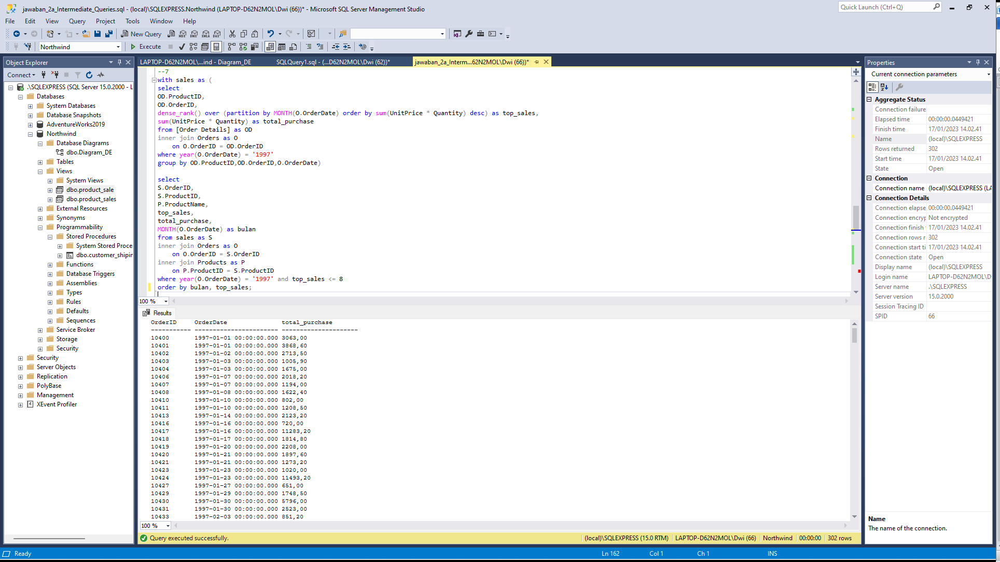 jawaban_2a_Intermediate_Queries.sql - (local)\SQLEXPRESS.Northwind (LAPTOP-D62N2MOL\Dwi (66))* - Microsoft SQL Server Management Studio
Quick Launch (Ctrl+Q)
File Edit View Query Project Tools Window Help
New Query MDX DMX XMLA DAX
Northwind Execute
Object Explorer
Connect
.\SQLEXPRESS (SQL Server 15.0.2000 - L
Databases
System Databases
Database Snapshots
AdventureWorks2019
Northwind
Database Diagrams
dbo.Diagram_DE
Tables
Views
System Views
dbo.product_sale
dbo.product_sales
External Resources
Synonyms
Programmability
Stored Procedures
System Stored Proce
dbo.customer_shipin
Functions
Database Triggers
Assemblies
Types
Rules
Defaults
Sequences
Service Broker
Storage
Security
Security
Server Objects
Replication
PolyBase
Management
XEvent Profiler
LAPTOP-D62N2MOL\...ind - Diagram_DE SQLQuery1.sql - (...D62N2MOL\Dwi (62))* jawaban_2a_Interm...62N2MOL\Dwi (66))*
--7
with sales as (
select
OD.ProductID,
OD.OrderID,
dense_rank() over (partition by MONTH(O.OrderDate) order by sum(UnitPrice * Quantity) desc) as top_sales,
sum(UnitPrice * Quantity) as total_purchase
from [Order Details] as OD
inner join Orders as O
on O.OrderID = OD.OrderID
where year(O.OrderDate) = '1997'
group by OD.ProductID,OD.OrderID,O.OrderDate)
select
S.OrderID,
S.ProductID,
P.ProductName,
top_sales,
total_purchase,
MONTH(O.OrderDate) as bulan
from sales as S
inner join Orders as O
on O.OrderID = S.OrderID
inner join Products as P
on P.ProductID = S.ProductID
where year(O.OrderDate) = '1997' and top_sales <= 8
order by bulan, top_sales;
100 %
Results
OrderID OrderDate total_purchase
----------- ----------------------- ---------------------
10400 1997-01-01 00:00:00.000 3063,00
10401 1997-01-01 00:00:00.000 3868,60
10402 1997-01-02 00:00:00.000 2713,50
10403 1997-01-03 00:00:00.000 1005,90
10404 1997-01-03 00:00:00.000 1675,00
10406 1997-01-07 00:00:00.000 2018,20
10407 1997-01-07 00:00:00.000 1194,00
10408 1997-01-08 00:00:00.000 1622,40
10410 1997-01-10 00:00:00.000 802,00
10411 1997-01-10 00:00:00.000 1208,50
10413 1997-01-14 00:00:00.000 2123,20
10416 1997-01-16 00:00:00.000 720,00
10417 1997-01-16 00:00:00.000 11283,20
10418 1997-01-17 00:00:00.000 1814,80
10419 1997-01-20 00:00:00.000 2208,00
10420 1997-01-21 00:00:00.000 1897,60
10421 1997-01-21 00:00:00.000 1273,20
10423 1997-01-23 00:00:00.000 1020,00
10424 1997-01-23 00:00:00.000 11493,20
10427 1997-01-27 00:00:00.000 651,00
10429 1997-01-29 00:00:00.000 1748,50
10430 1997-01-30 00:00:00.000 5796,00
10431 1997-01-30 00:00:00.000 2523,00
10433 1997-02-03 00:00:00.000 851,20
100 %
Query executed successfully. (local)\SQLEXPRESS (15.0 RTM) LAPTOP-D62N2MOL\Dwi (66) Northwind 00:00:00 302 rows
Properties
Current connection parameters
Aggregate Status
Connection failure
Elapsed time 00:00:00.0449421
Finish time 17/01/2023 14.02.41
Name (local)\SQLEXPRESS
Rows returned 302
Start time 17/01/2023 14.02.41
State Open
Connection
Connection name (local)\SQLEXPRESS (LA
Connection Details
Connection elapse 00:00:00.0449421
Connection encryp Not encrypted
Connection finish 17/01/2023 14.02.41
Connection rows r 302
Connection start ti 17/01/2023 14.02.41
Connection state Open
Display name (local)\SQLEXPRESS
Login name LAPTOP-D62N2MOL\D
Server name .\SQLEXPRESS
Server version 15.0.2000
Session Tracing ID
SPID 66
Name
The name of the connection.
Ready Ln 162 Col 1 Ch 1 INS